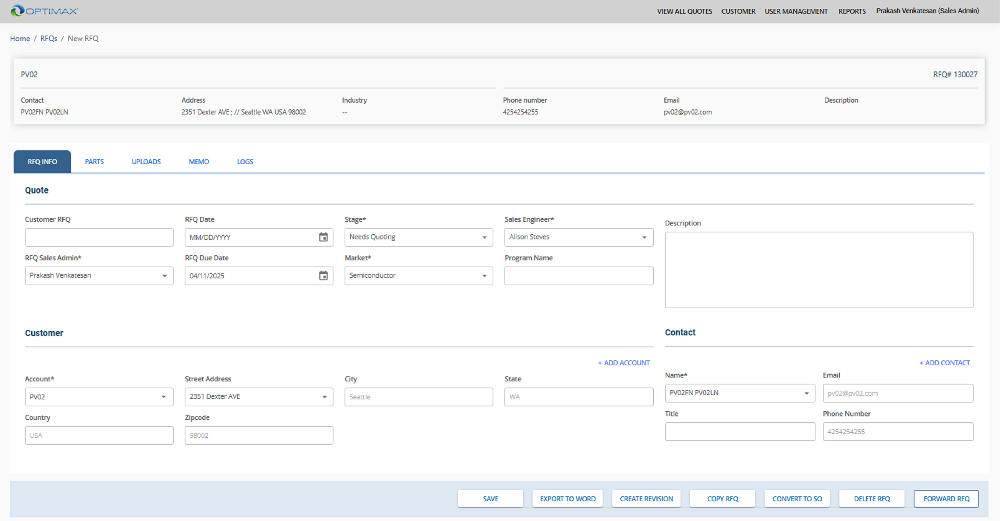 OPTIMAX
VIEW ALL QUOTES CUSTOMER USER MANAGEMENT REPORTS Prakash Venkatesan (Sales Admin)
Home / RFQs / New RFQ
PV02 RFQ# 130027
Contact Address Industry Phone number Email Description
PV02FN PV02LN 2351 Dexter AVE ; // Seattle WA USA 98002 -- 4254254255 pv02@pv02.com
RFQ INFO PARTS UPLOADS MEMO LOGS
Quote
Customer RFQ RFQ Date Stage* Sales Engineer* Description
MM/DD/YYYY Needs Quoting Alison Steves
RFQ Sales Admin* RFQ Due Date Market* Program Name
Prakash Venkatesan 04/11/2025 Semiconductor
Customer
+ ADD ACCOUNT
Account* Street Address City State
PV02 2351 Dexter AVE Seattle WA
Country Zipcode
USA 98002
Contact
+ ADD CONTACT
Name* Email
PV02FN PV02LN pv02@pv02.com
Title Phone Number
4254254255
SAVE EXPORT TO WORD CREATE REVISION COPY RFQ CONVERT TO SO DELETE RFQ FORWARD RFQ